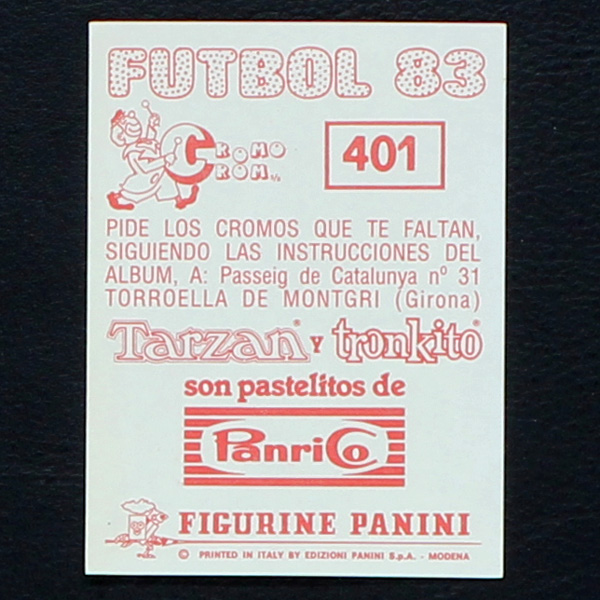 FUTBOL 83
CROMO
CROM S/A
401
PIDE LOS CROMOS QUE TE FALTAN,
SIGUIENDO LAS INSTRUCCIONES DEL
ALBUM, A: Passeig de Catalunya nº 31
TORROELLA DE MONTGRI (Girona)
Tarzan® Y tronkito®
son pastelitos de
PanriCo
FIGURINE PANINI
© PRINTED IN ITALY BY EDIZIONI PANINI S.p.A. - MODENA